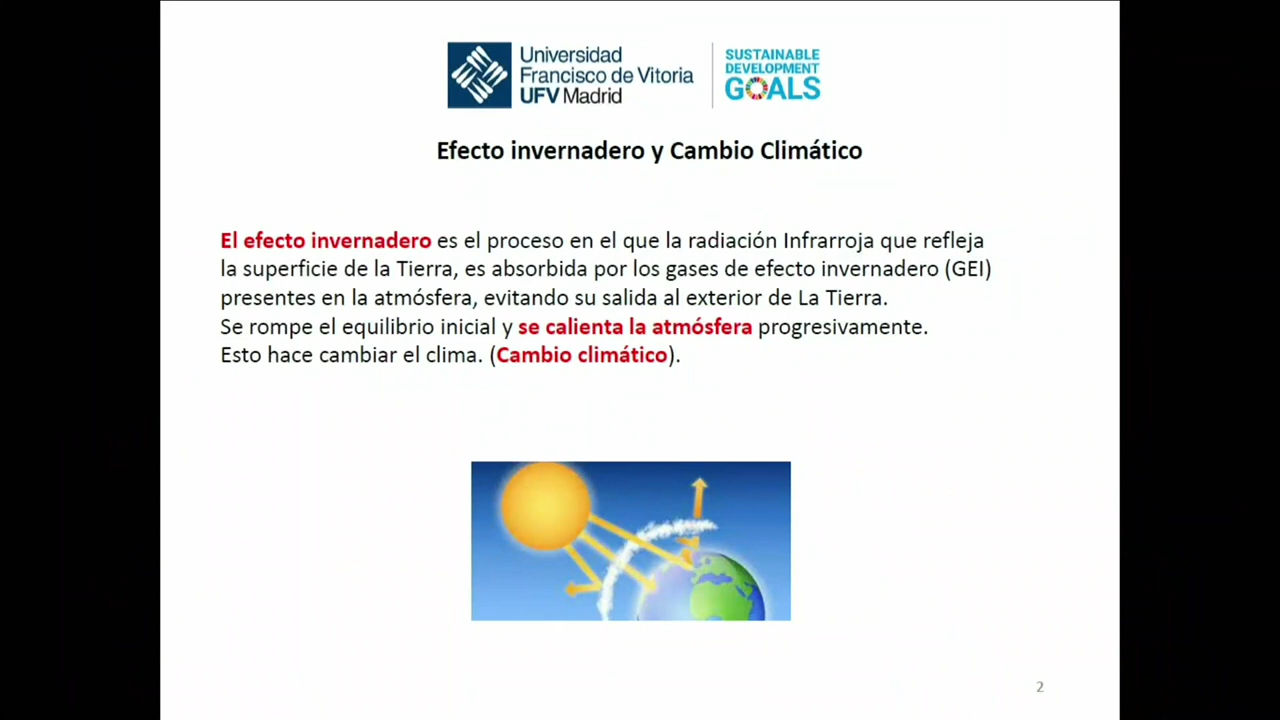 Universidad
Francisco de Vitoria
UFV Madrid
SUSTAINABLE
DEVELOPMENT
GOALS
Efecto invernadero y Cambio Climático
El efecto invernadero es el proceso en el que la radiación Infrarroja que refleja
la superficie de la Tierra, es absorbida por los gases de efecto invernadero (GEI)
presentes en la atmósfera, evitando su salida al exterior de La Tierra.
Se rompe el equilibrio inicial y se calienta la atmósfera progresivamente.
Esto hace cambiar el clima. (Cambio climático).
2